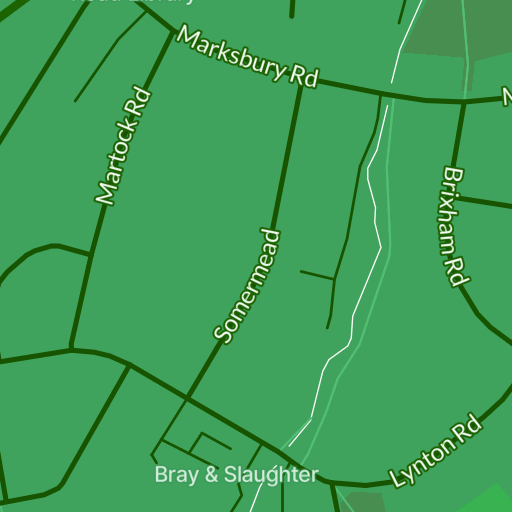 Marksbury Rd
Martock Rd
Brixham Rd
Somermead
Lynton Rd
Bray & Slaughter